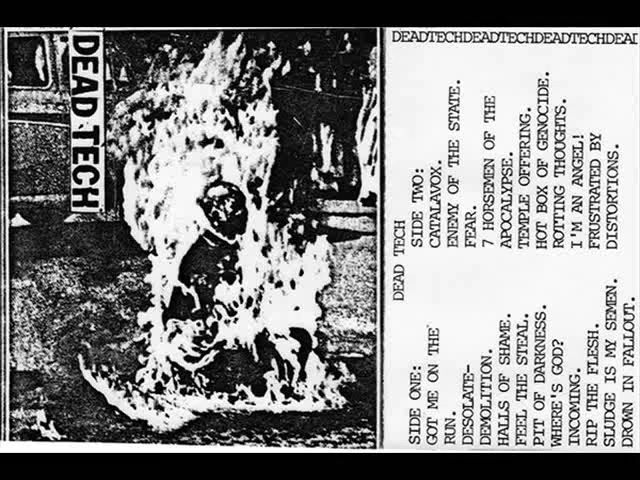 DEAD TECH
DEADTECHDEADTECHDEADTECHDEAD
DEAD TECH
SIDE ONE:
GOT ME ON THE
RUN.
DESOLATE-
DEMOLITION.
HALLS OF SHAME.
FEEL THE STEAL.
PIT OF DARKNESS.
WHERE'S GOD?
INCOMING.
RIP THE FLESH.
SLUDGE IS MY SEMEN.
DROWN IN FALLOUT.
SIDE TWO:
CATALAVOX.
ENEMY OF THE STATE.
FEAR.
7 HORSEMEN OF THE
APOCALYPSE.
TEMPLE OFFERING.
HOT BOX OF GENOCIDE.
ROTTING THOUGHTS.
I'M AN ANGEL!
FRUSTRATED BY
DISTORTIONS.